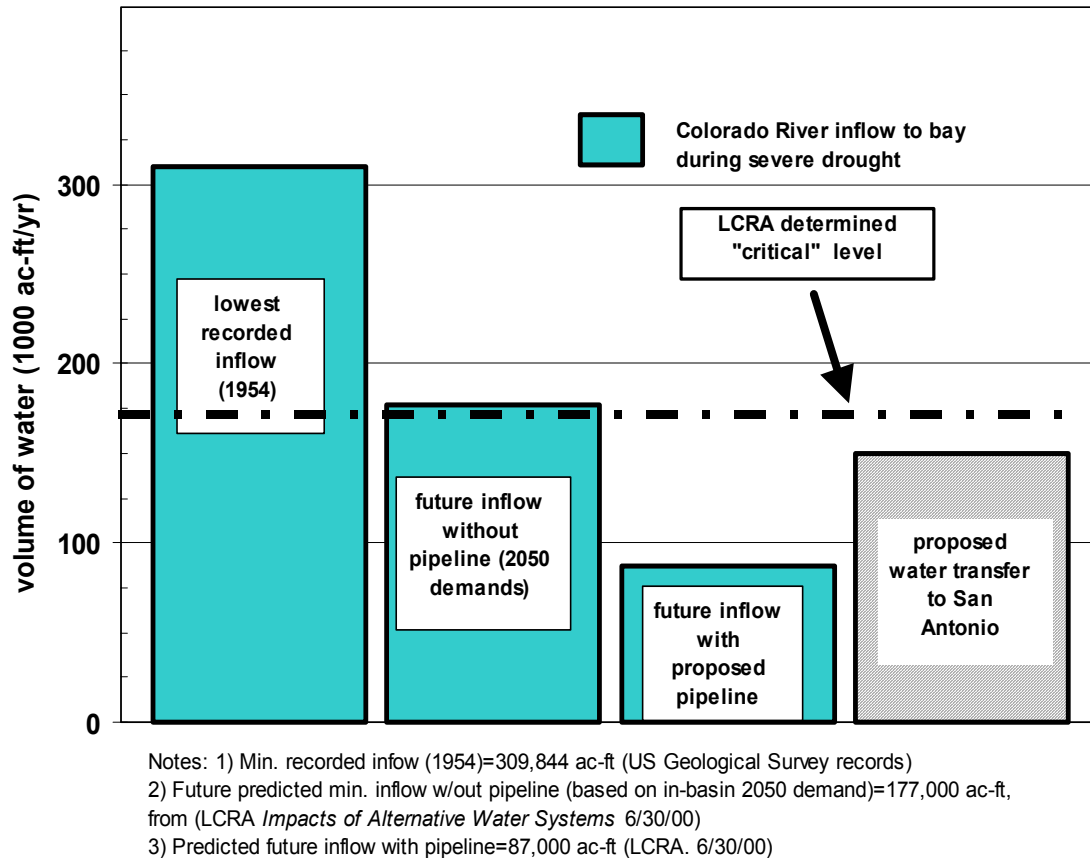 volume of water (1000 ac-ft/yr)
300
200
100
0
Colorado River inflow to bay
during severe drought
LCRA determined
"critical" level
lowest
recorded
inflow
(1954)
future inflow
without
pipeline (2050
demands)
future inflow
with
proposed
pipeline
proposed
water transfer
to San
Antonio
Notes: 1) Min. recorded infow (1954)=309,844 ac-ft (US Geological Survey records)
2) Future predicted min. inflow w/out pipeline (based on in-basin 2050 demand)=177,000 ac-ft,
from (LCRA Impacts of Alternative Water Systems 6/30/00)
3) Predicted future inflow with pipeline=87,000 ac-ft (LCRA. 6/30/00)